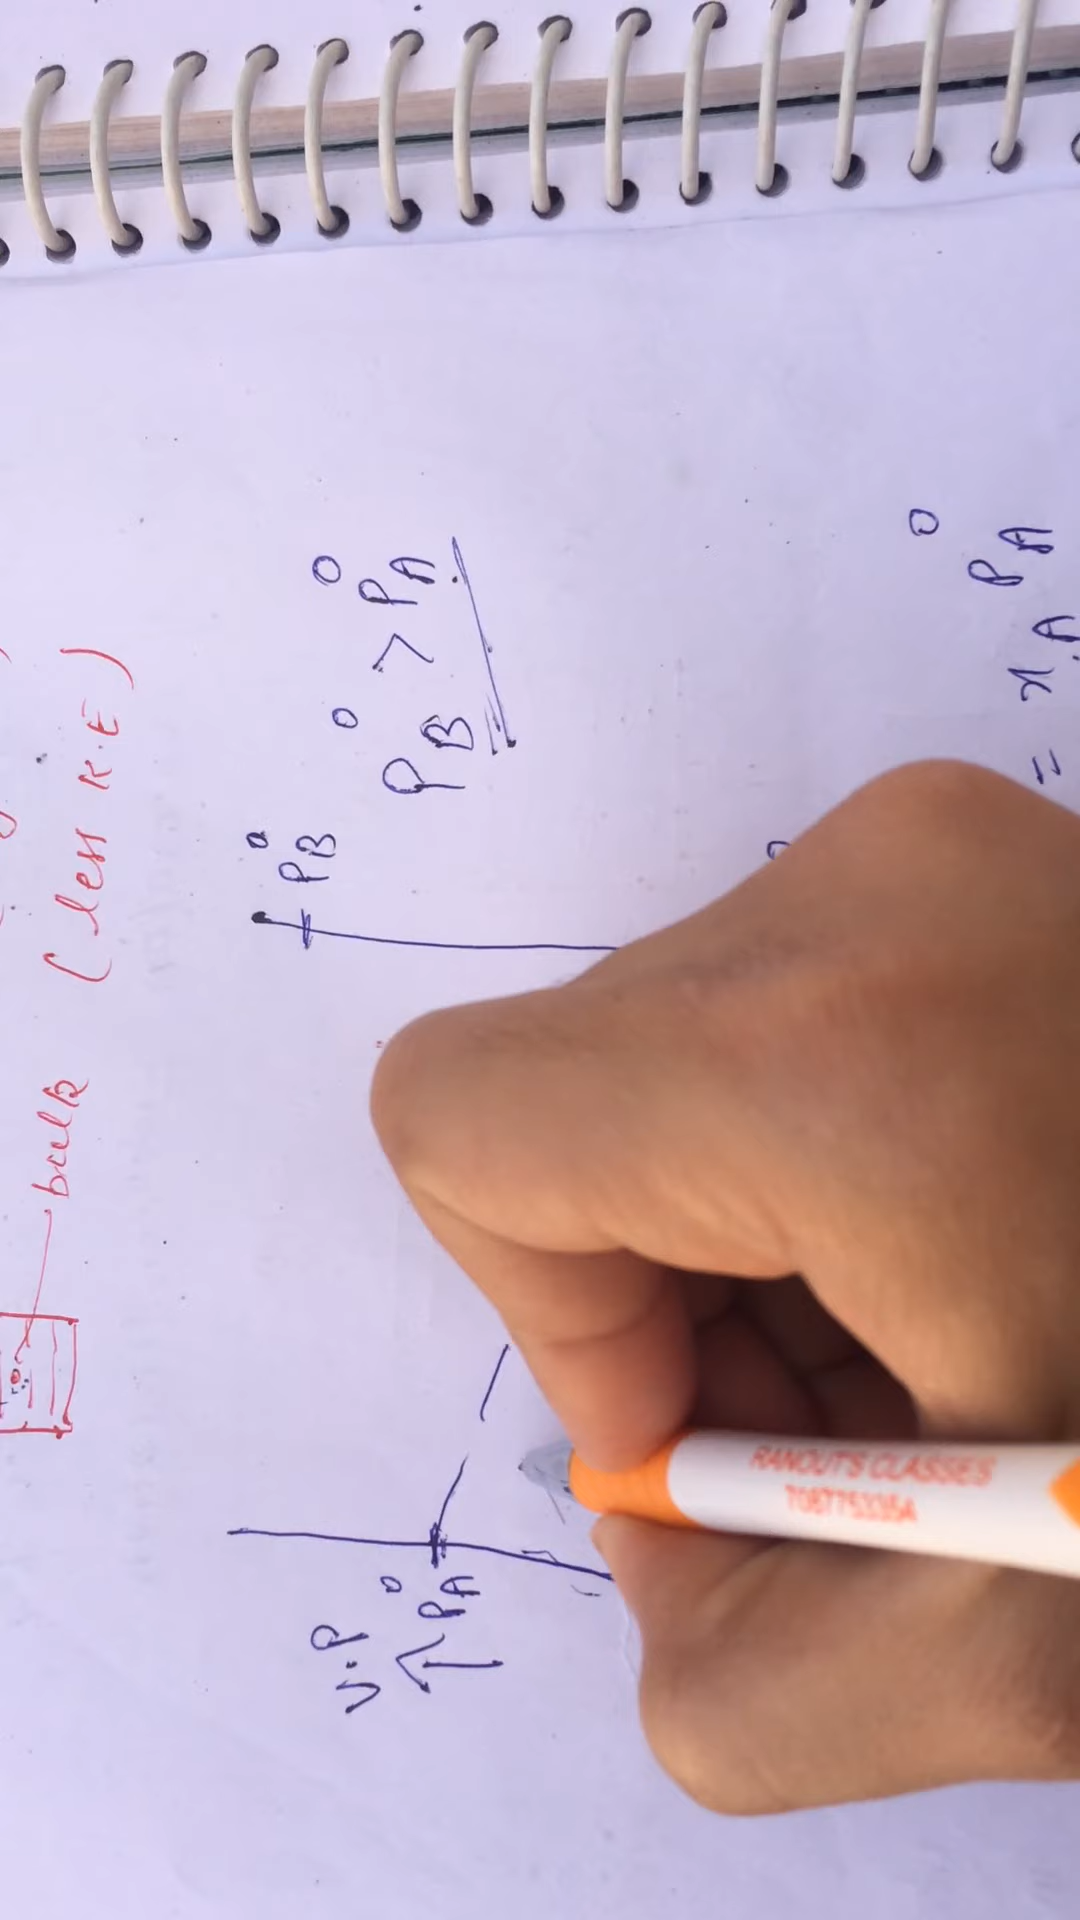 bulk (less K.E)
P°B
P°B > P°A
V.P
P°A
= xA P°A
RANOUTS CLASSES
7087753354